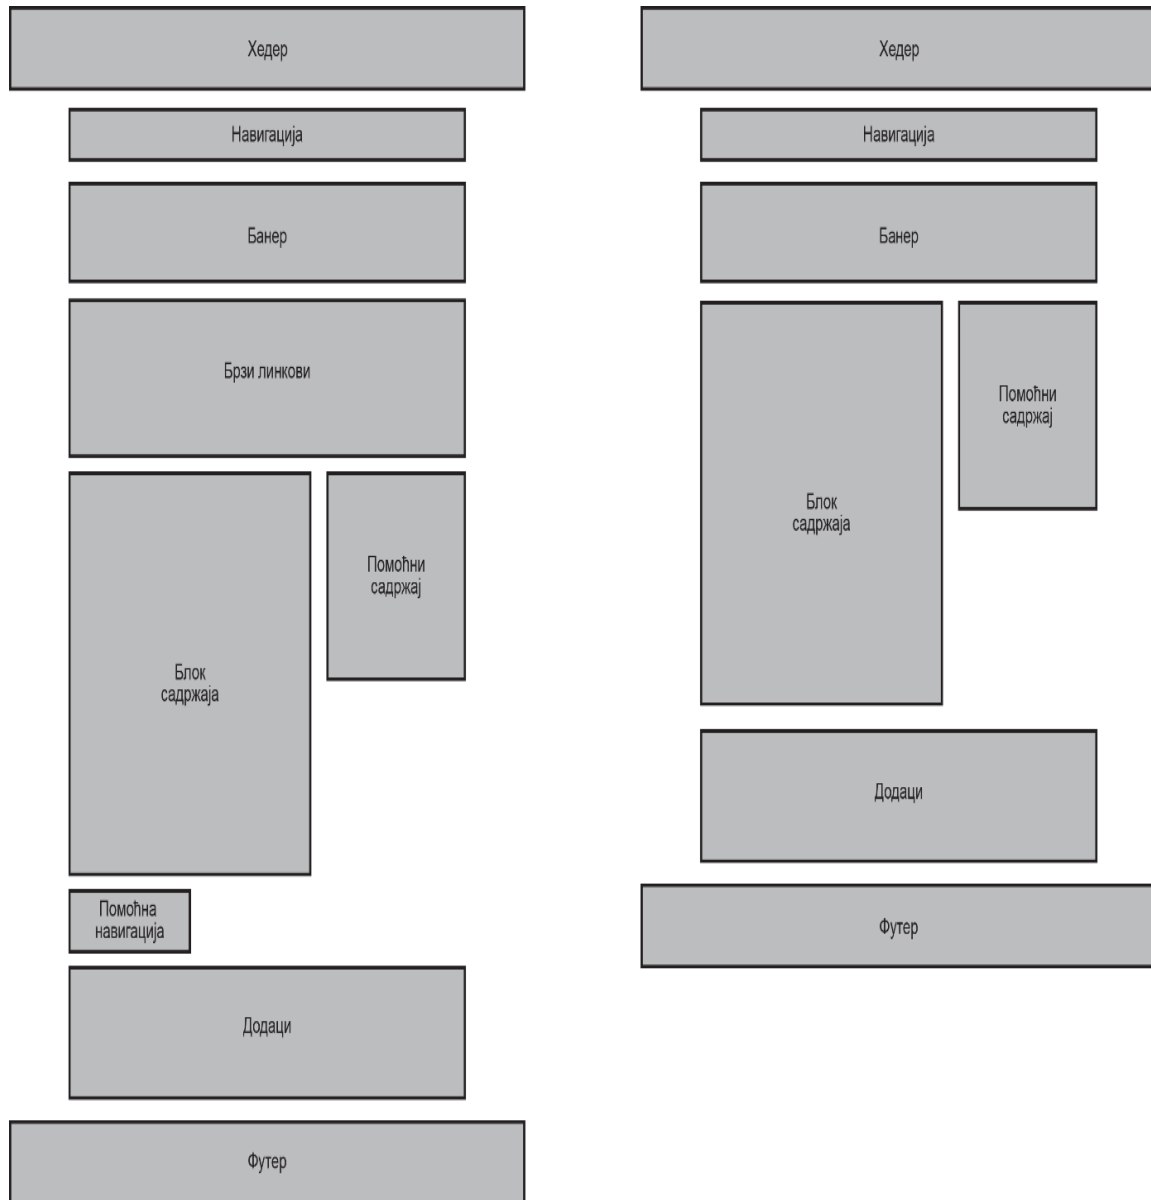 Хедер
Навигација
Банер
Брзи линкови
Блок
садржаја
Помоћни
садржај
Помоћна
навигација
Додаци
Футер
Хедер
Навигација
Банер
Блок
садржаја
Помоћни
садржај
Додаци
Футер